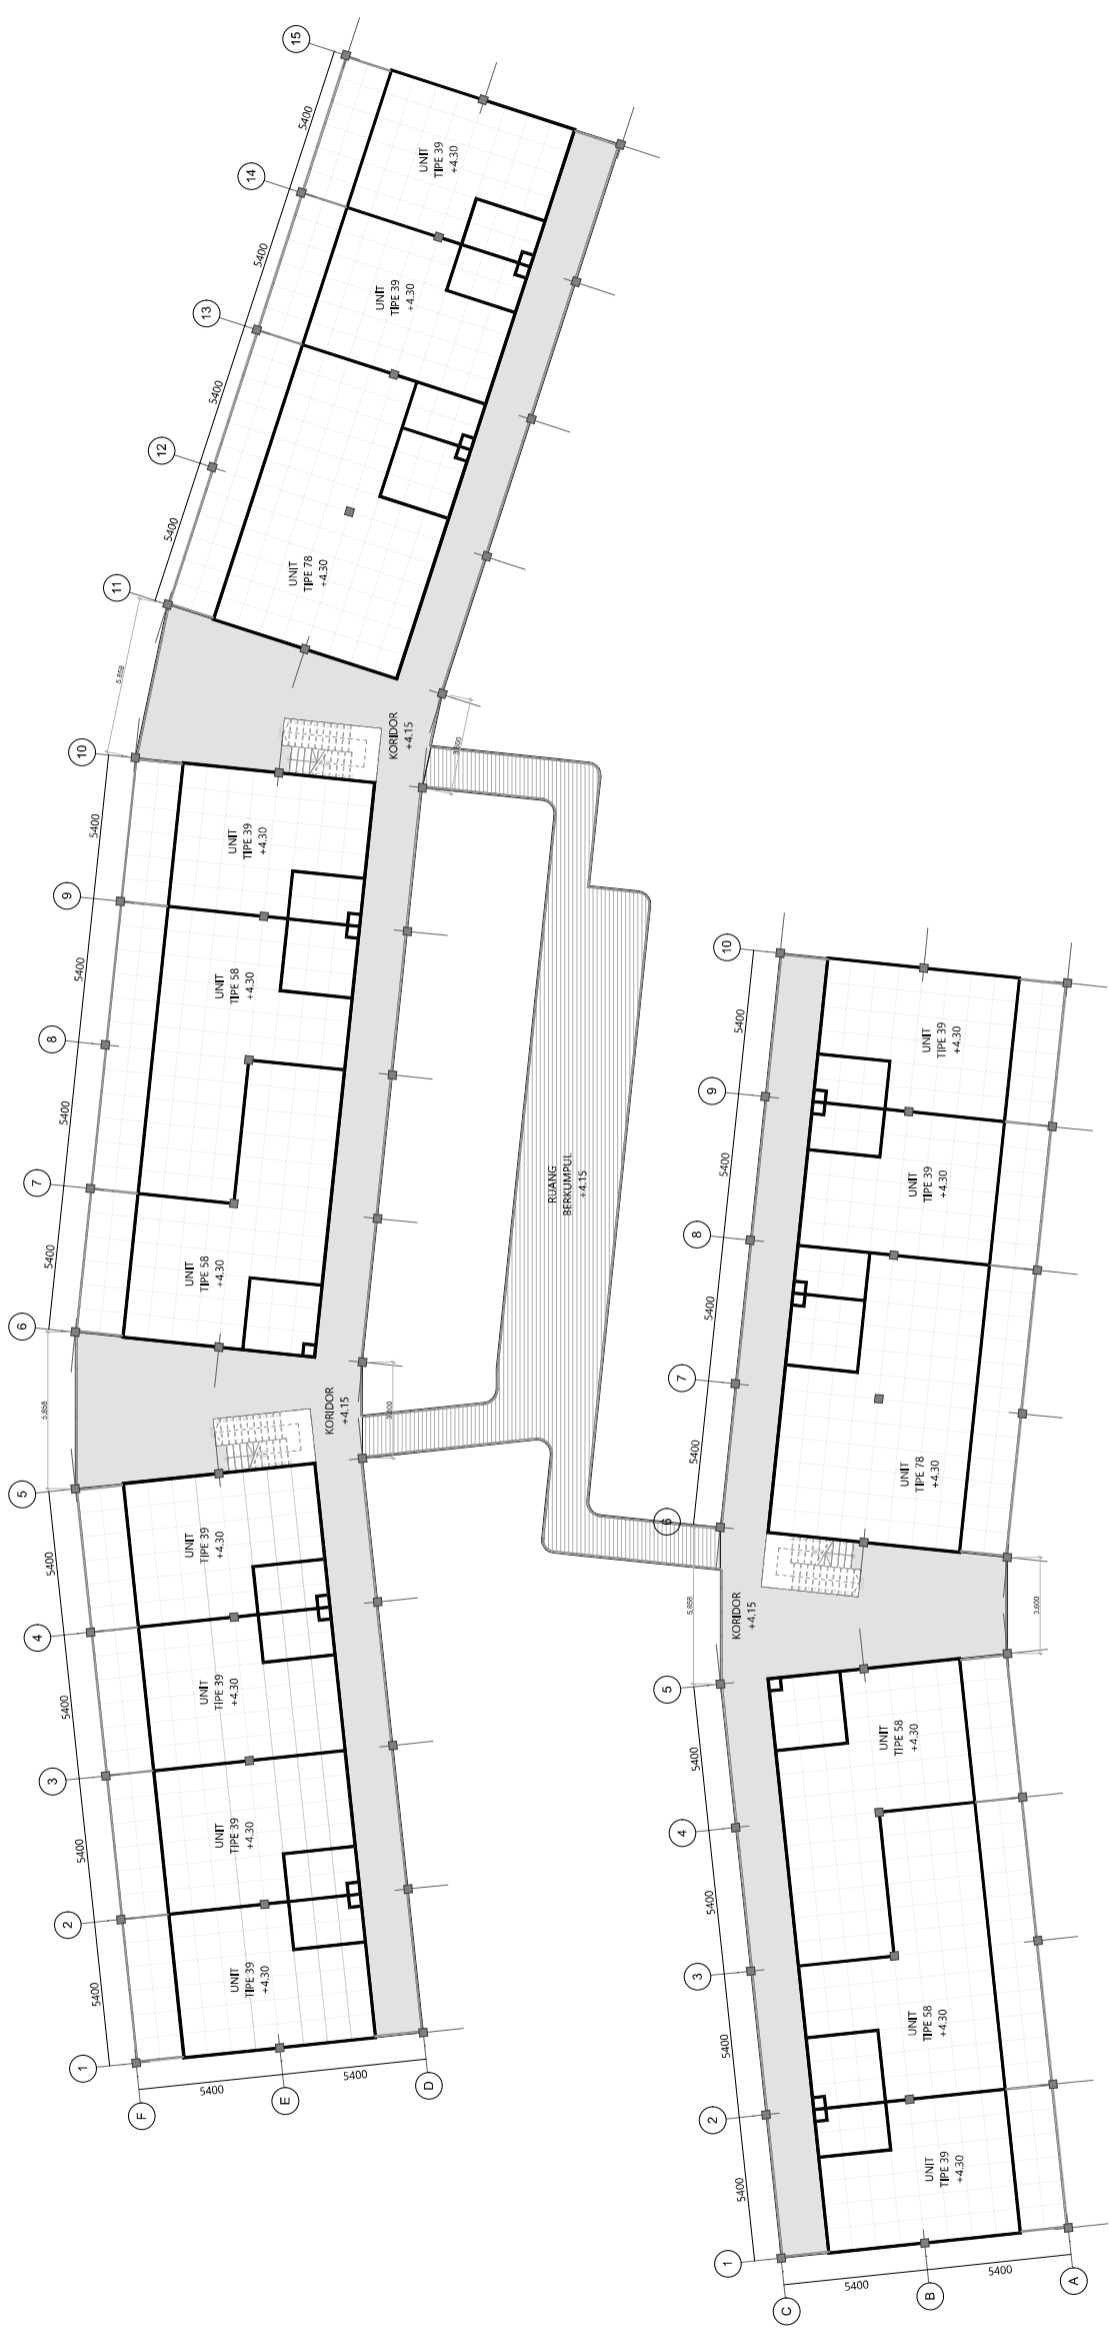 15
5400
14
5400
13
5400
12
5400
11
5,858
10
5400
9
5400
8
5400
7
5400
6
5,858
5
5400
4
5400
3
5400
2
5400
1
F
5400
E
5400
D
UNIT
TIPE 39
+4.30
UNIT
TIPE 39
+4.30
UNIT
TIPE 78
+4.30
KORIDOR
+4.15
3,600
UNIT
TIPE 39
+4.30
UNIT
TIPE 58
+4.30
UNIT
TIPE 58
+4.30
KORIDOR
+4.15
3,600
UNIT
TIPE 39
+4.30
UNIT
TIPE 39
+4.30
UNIT
TIPE 39
+4.30
UNIT
TIPE 39
+4.30
RUANG
BERKUMPUL
+4.15
10
5400
9
5400
8
5400
7
5400
6
5,858
5
5400
4
5400
3
5400
2
5400
1
C
5400
B
5400
A
UNIT
TIPE 39
+4.30
UNIT
TIPE 39
+4.30
UNIT
TIPE 78
+4.30
KORIDOR
+4.15
3,600
UNIT
TIPE 58
+4.30
UNIT
TIPE 58
+4.30
UNIT
TIPE 39
+4.30